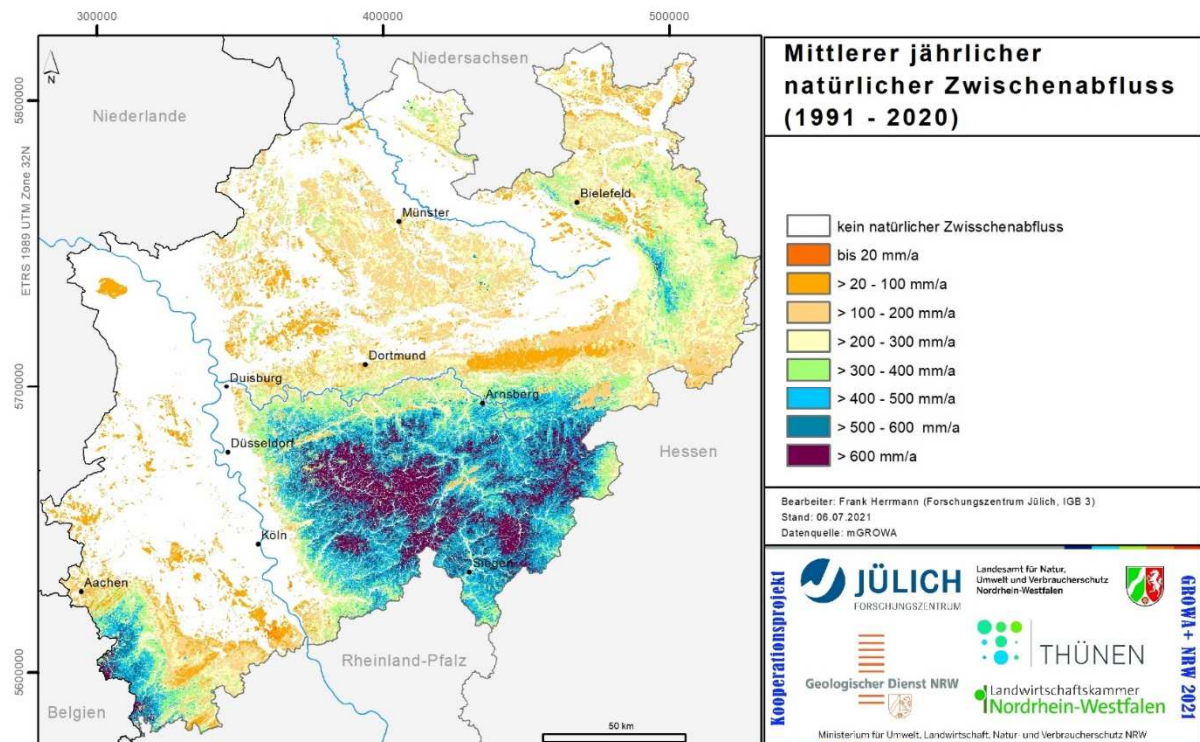 300000
400000
500000
N
5800000
5700000
5600000
ETRS 1989 UTM Zone 32N
Niedersachsen
Niederlande
Bielefeld
Münster
Dortmund
Duisburg
Arnsberg
Düsseldorf
Hessen
Köln
Siegen
Aachen
Rheinland-Pfalz
Belgien
50 km
Mittlerer jährlicher
natürlicher Zwischenabfluss
(1991 - 2020)
kein natürlicher Zwisschenabfluss
bis 20 mm/a
> 20 - 100 mm/a
> 100 - 200 mm/a
> 200 - 300 mm/a
> 300 - 400 mm/a
> 400 - 500 mm/a
> 500 - 600 mm/a
> 600 mm/a
Bearbeiter: Frank Herrmann (Forschungszentrum Jülich, IGB 3)
Stand: 06.07.2021
Datenquelle: mGROWA
Kooperationsprojekt
JÜLICH
FORSCHUNGSZENTRUM
Landesamt für Natur,
Umwelt und Verbraucherschutz
Nordrhein-Westfalen
THÜNEN
Geologischer Dienst NRW
Landwirtschaftskammer
Nordrhein-Westfalen
GROWA+ NRW 2021
Ministerium für Umwelt, Landwirtschaft, Natur- und Verbraucherschutz NRW